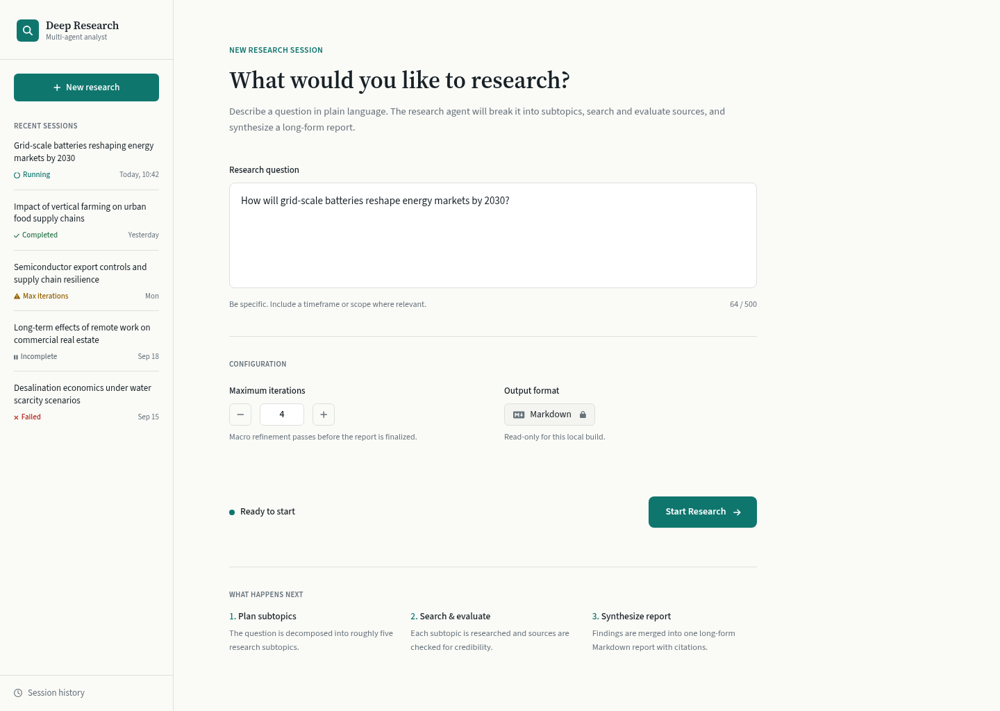 Deep Research
Multi-agent analyst
New research
RECENT SESSIONS
Grid-scale batteries reshaping energy
markets by 2030
Running
Today, 10:42
Impact of vertical farming on urban
food supply chains
Completed
Yesterday
Semiconductor export controls and
supply chain resilience
Max iterations
Mon
Long-term effects of remote work on
commercial real estate
Incomplete
Sep 18
Desalination economics under water
scarcity scenarios
Failed
Sep 15
Session history
NEW RESEARCH SESSION
What would you like to research?
Describe a question in plain language. The research agent will break it into subtopics, search and evaluate sources, and
synthesize a long-form report.
Research question
How will grid-scale batteries reshape energy markets by 2030?
Be specific. Include a timeframe or scope where relevant.
64 / 500
CONFIGURATION
Maximum iterations
4
Macro refinement passes before the report is finalized.
Output format
Markdown
Read-only for this local build.
Ready to start
Start Research
WHAT HAPPENS NEXT
1. Plan subtopics
The question is decomposed into roughly five
research subtopics.
2. Search & evaluate
Each subtopic is researched and sources are
checked for credibility.
3. Synthesize report
Findings are merged into one long-form
Markdown report with citations.